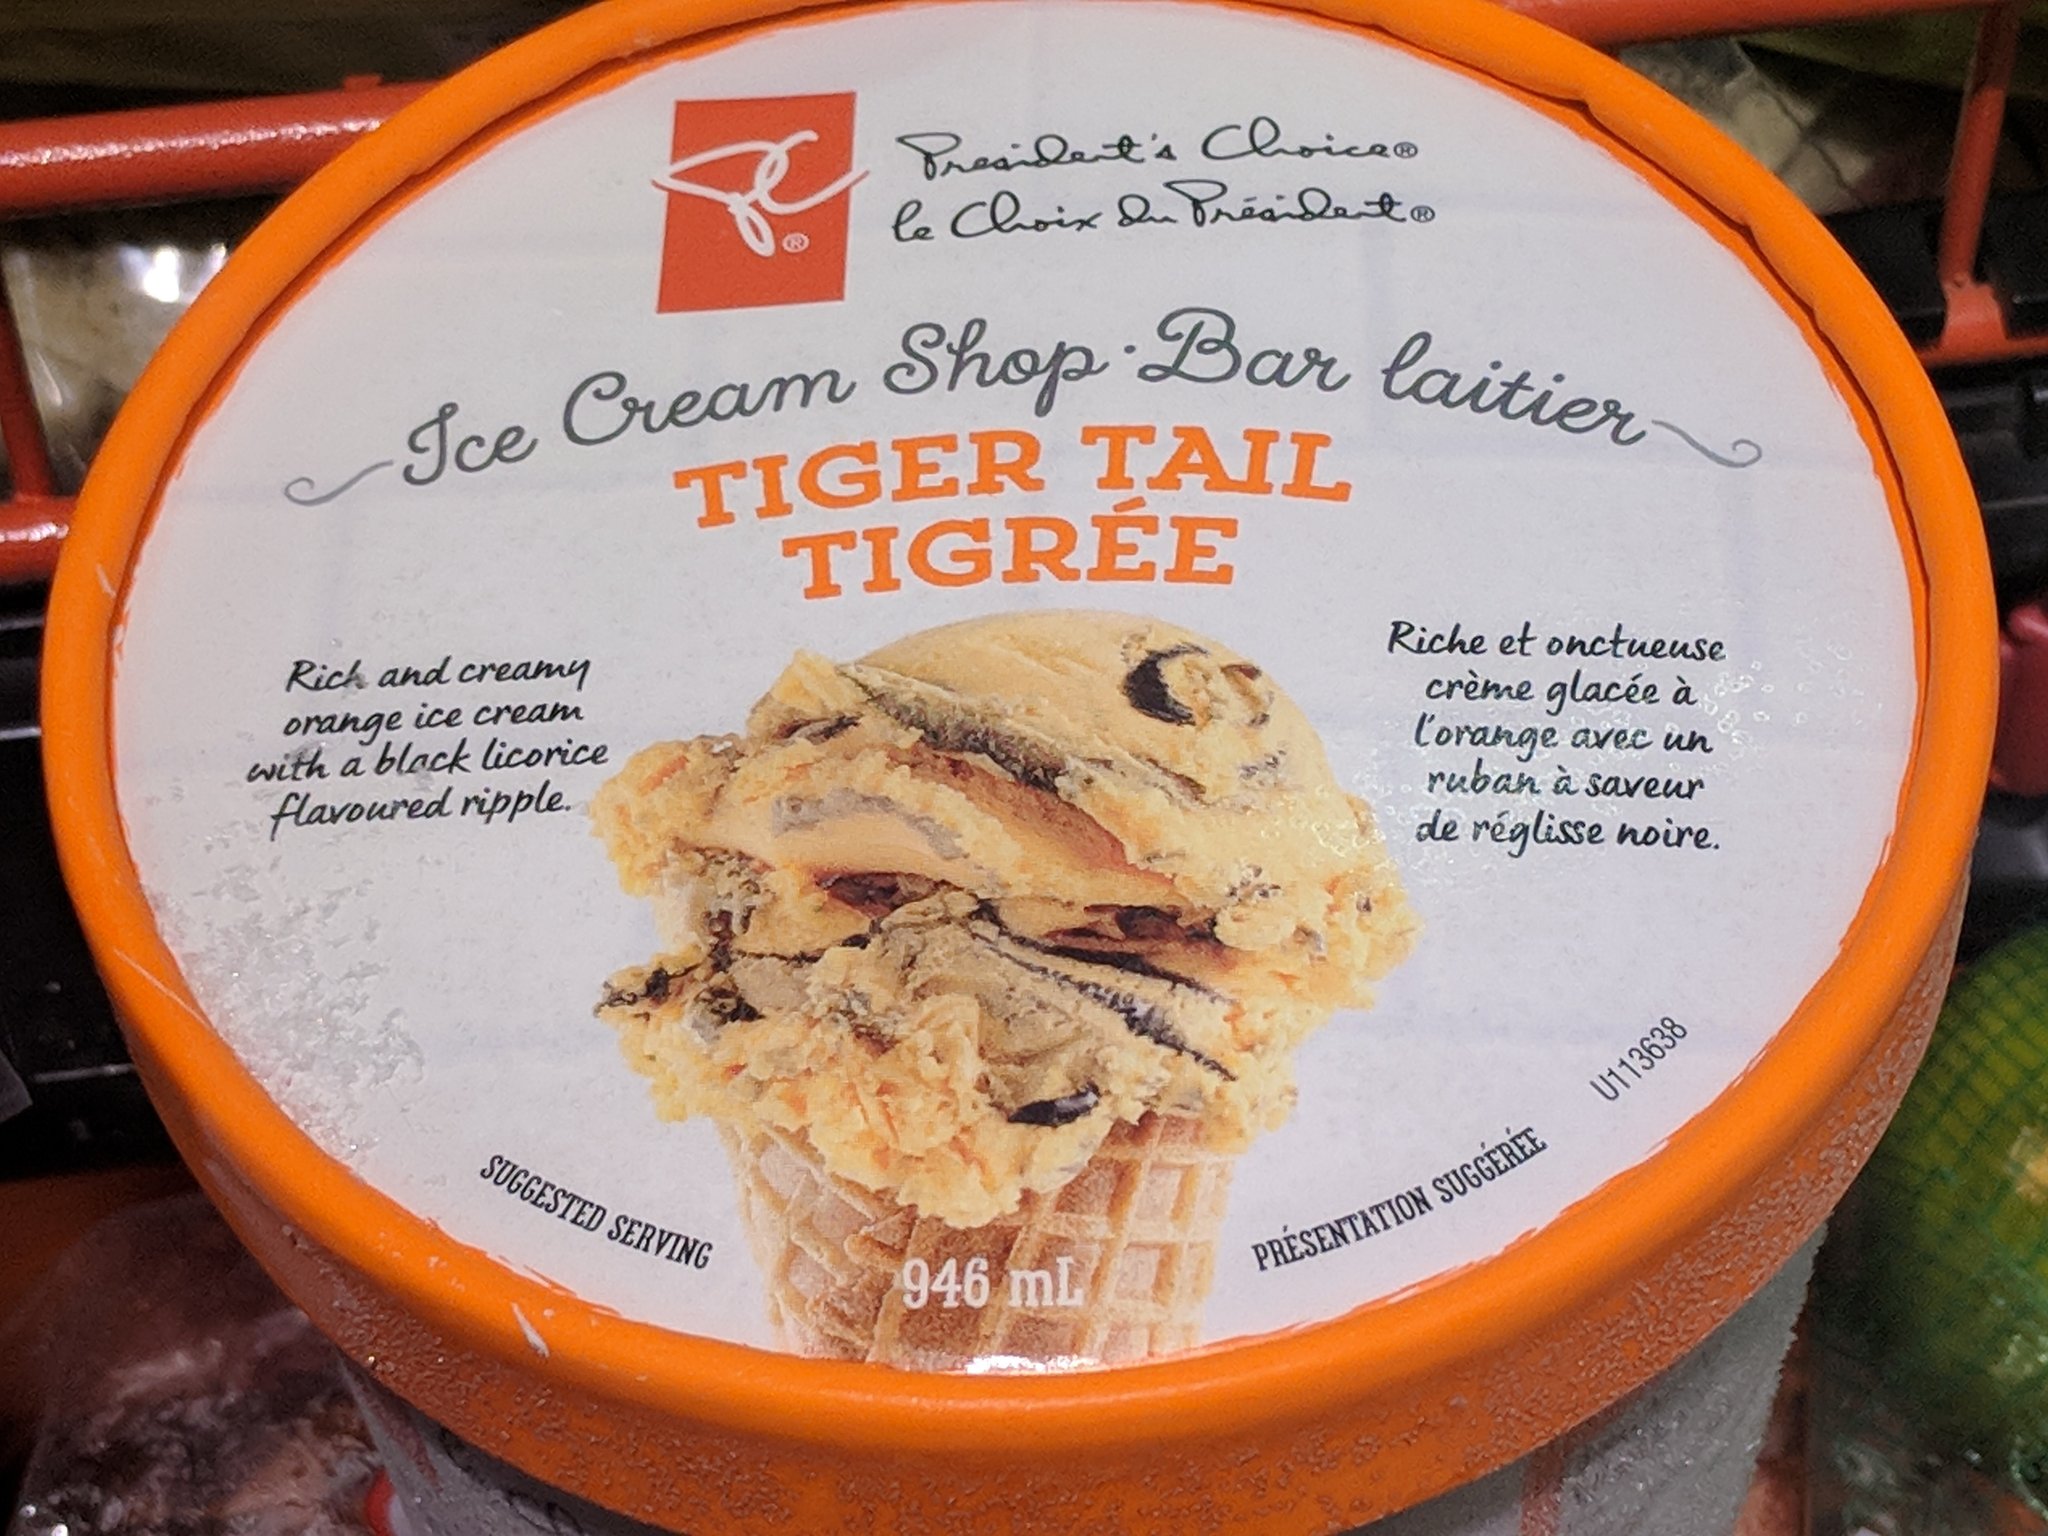 PC®
President's Choice®
le Choix du Président®
Ice Cream Shop · Bar laitier
TIGER TAIL
TIGRÉE
Rich and creamy
orange ice cream
with a black licorice
flavoured ripple.
Riche et onctueuse
crème glacée à
l'orange avec un
ruban à saveur
de réglisse noire.
U113638
SUGGESTED SERVING
946 mL
PRÉSENTATION SUGGÉRÉE